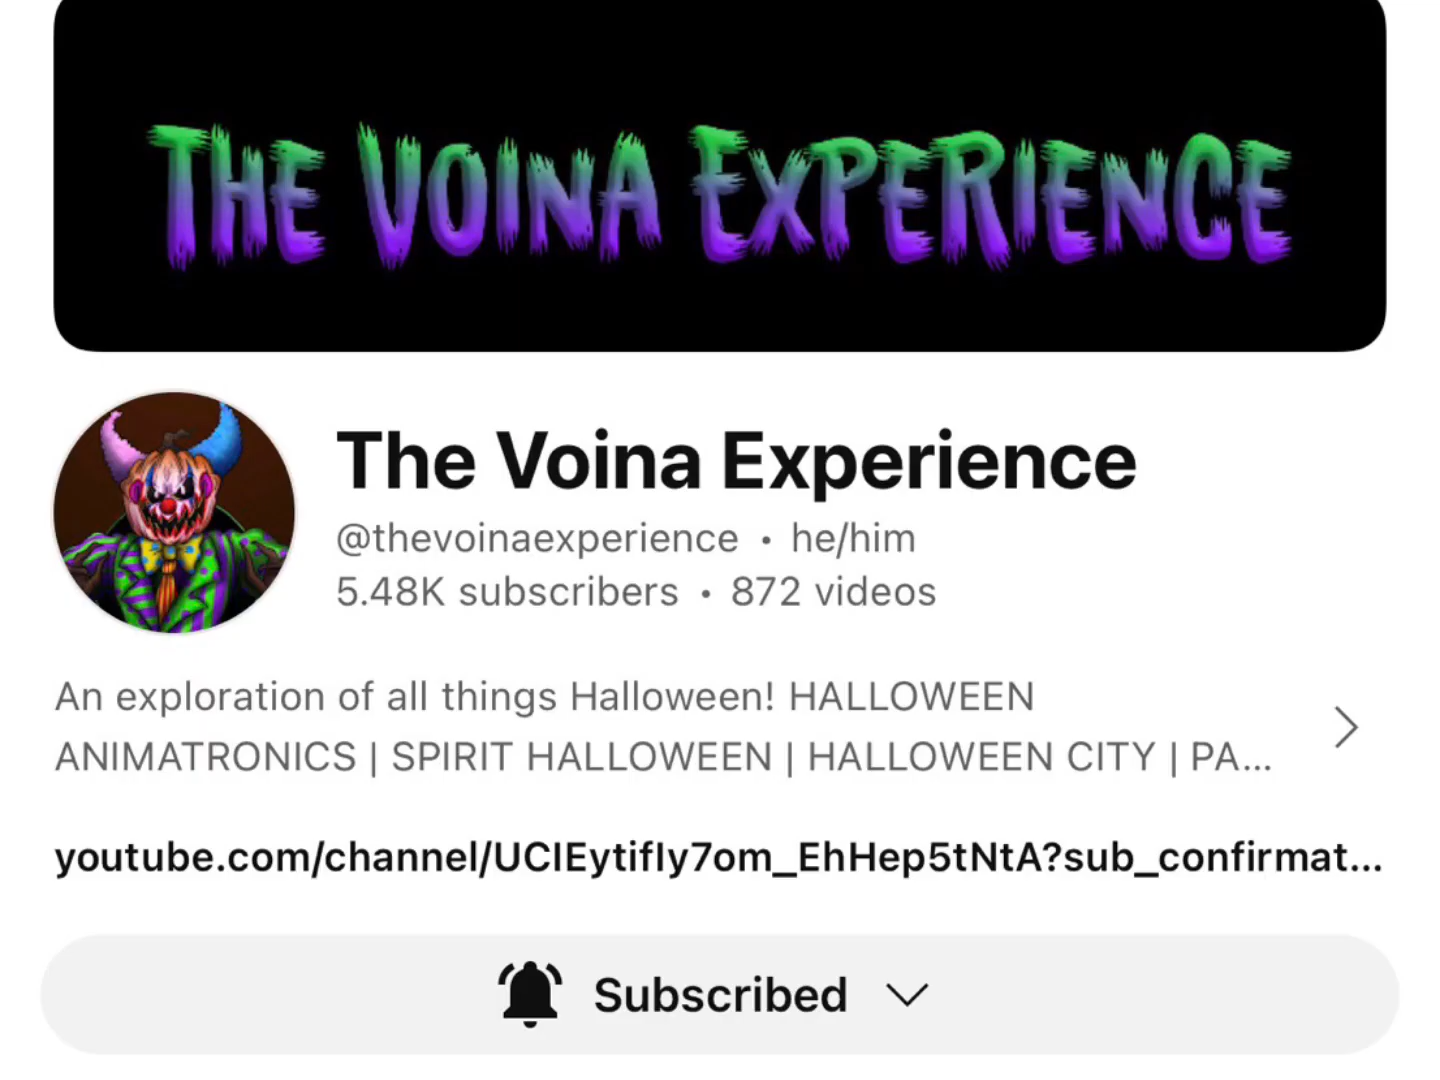 THE VOINA EXPERIENCE
The Voina Experience
@thevoinaexperience • he/him
5.48K subscribers • 872 videos
An exploration of all things Halloween! HALLOWEEN
ANIMATRONICS | SPIRIT HALLOWEEN | HALLOWEEN CITY | PA...
youtube.com/channel/UCIEytifIy7om_EhHep5tNtA?sub_confirmat...
Subscribed